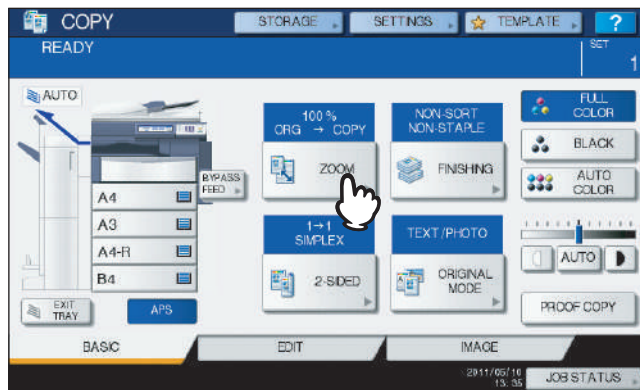 COPY
STORAGE
SETTINGS
TEMPLATE
?
READY
SET
1
AUTO
A4
A3
A4-R
B4
BYPASS
FEED
EXIT
TRAY
APS
100 %
ORG → COPY
ZOOM
NON-SORT
NON-STAPLE
FINISHING
1→1
SIMPLEX
2-SIDED
TEXT/PHOTO
ORIGINAL
MODE
FULL
COLOR
BLACK
AUTO
COLOR
AUTO
PROOF COPY
BASIC
EDIT
IMAGE
2011/05/10
13:35
JOB STATUS